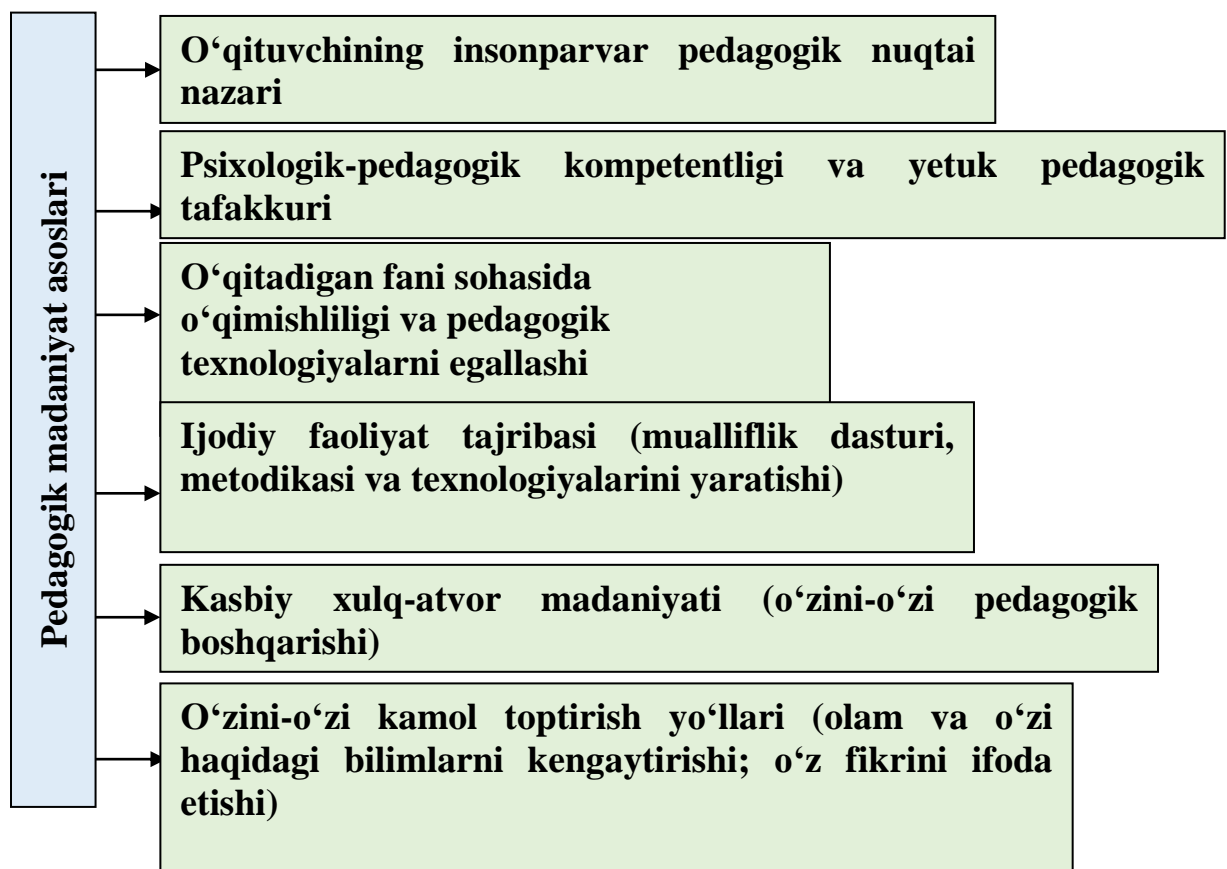 Pedagogik madaniyat asoslari
O‘qituvchining insonparvar pedagogik nuqtai
nazari
Psixologik-pedagogik kompetentligi va yetuk pedagogik
tafakkuri
O‘qitadigan fani sohasida
o‘qimishliligi va pedagogik
texnologiyalarni egallashi
Ijodiy faoliyat tajribasi (mualliflik dasturi,
metodikasi va texnologiyalarini yaratishi)
Kasbiy xulq-atvor madaniyati (o‘zini-o‘zi pedagogik
boshqarishi)
O‘zini-o‘zi kamol toptirish yo‘llari (olam va o‘zi
haqidagi bilimlarni kengaytirishi; o‘z fikrini ifoda
etishi)